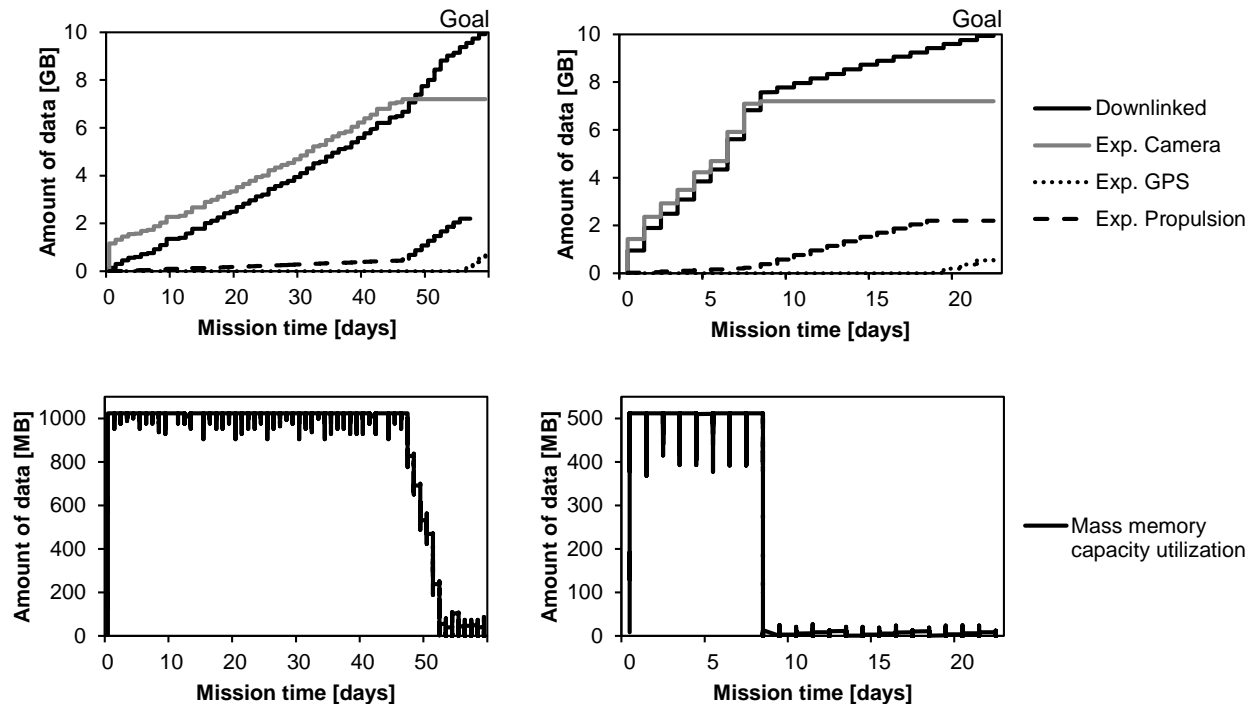 Goal
10
8
6
4
2
0
Amount of data [GB]
0 10 20 30 40 50
Mission time [days]
Goal
10
8
6
4
2
0
Amount of data [GB]
0 5 10 15 20
Mission time [days]
Downlinked
Exp. Camera
Exp. GPS
Exp. Propulsion
1000
800
600
400
200
0
Amount of data [MB]
0 10 20 30 40 50
Mission time [days]
500
400
300
200
100
0
Amount of data [MB]
0 5 10 15 20
Mission time [days]
Mass memory
capacity utilization